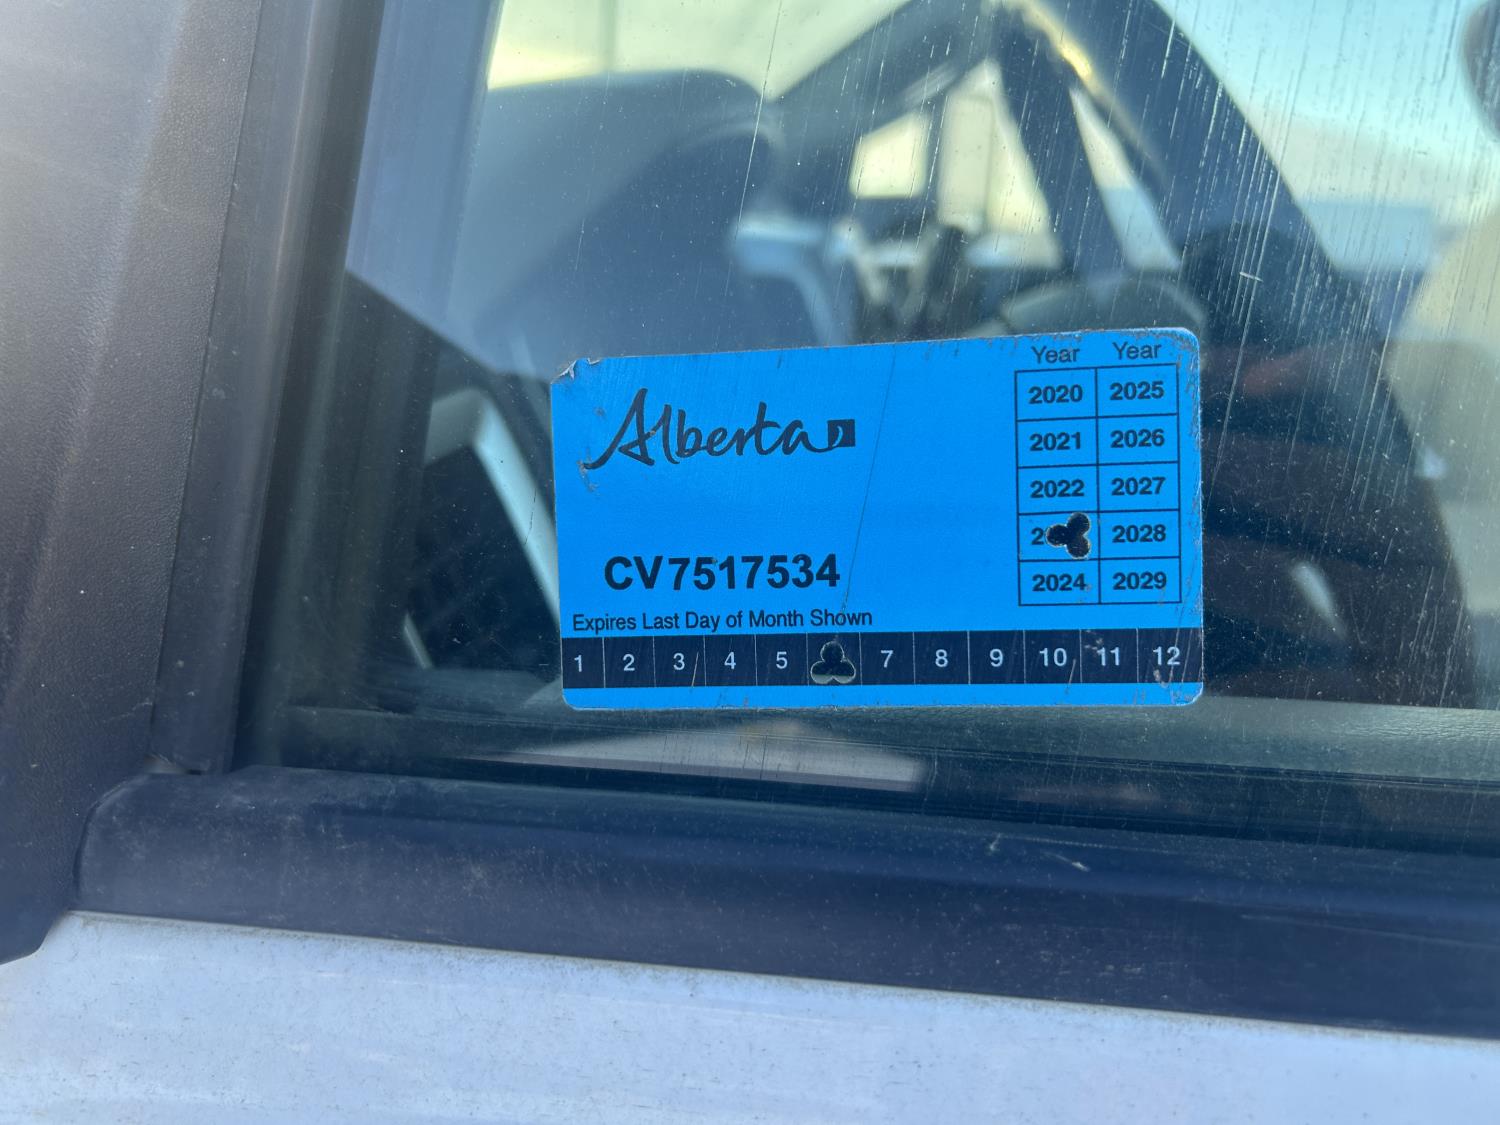 Alberta
Year Year
2020 2025
2021 2026
2022 2027
2 2028
2024 2029
CV7517534
Expires Last Day of Month Shown
1 2 3 4 5 7 8 9 10 11 12